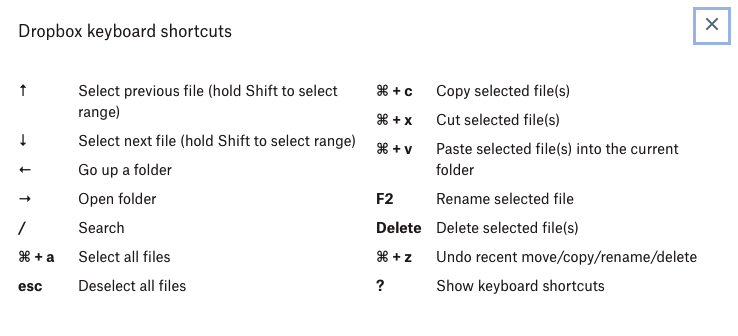 Dropbox keyboard shortcuts
↑ Select previous file (hold Shift to select
range)
↓ Select next file (hold Shift to select range)
← Go up a folder
→ Open folder
/ Search
⌘ + a Select all files
esc Deselect all files
⌘ + c Copy selected file(s)
⌘ + x Cut selected file(s)
⌘ + v Paste selected file(s) into the current
folder
F2 Rename selected file
Delete Delete selected file(s)
⌘ + z Undo recent move/copy/rename/delete
? Show keyboard shortcuts